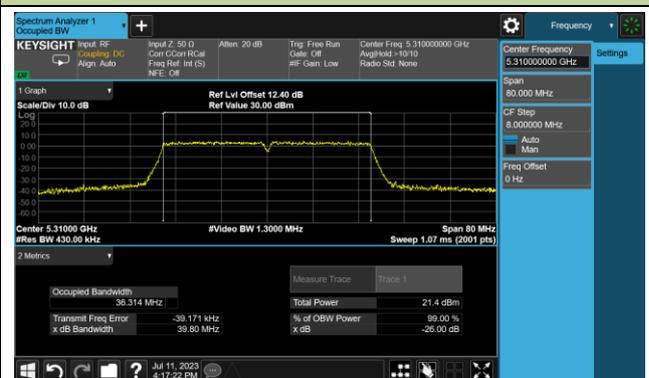 Spectrum Analyzer 1
Occupied BW
Frequency
KEYSIGHT Input: RF
Coupling: DC
Align: Auto
Input Z: 50 Ω
Corr CCorr RCal
Freq Ref: Int (S)
NFE: Off
Atten: 20 dB
Trig: Free Run
Gate: Off
#IF Gain: Low
Center Freq: 5.310000000 GHz
Avg|Hold:>10/10
Radio Std: None
Center Frequency
5.310000000 GHz
Settings
Span
80.000 MHz
CF Step
8.000000 MHz
Auto
Man
Freq Offset
0 Hz
1 Graph
Scale/Div 10.0 dB
Ref Lvl Offset 12.40 dB
Ref Value 30.00 dBm
Log
20.0
10.0
0.00
-10.0
-20.0
-30.0
-40.0
-50.0
-60.0
Center 5.31000 GHz
#Res BW 430.00 kHz
#Video BW 1.3000 MHz
Span 80 MHz
Sweep 1.07 ms (2001 pts)
2 Metrics
Measure Trace Trace 1
Occupied Bandwidth
36.314 MHz
Total Power 21.4 dBm
Transmit Freq Error -39.171 kHz
% of OBW Power 99.00 %
x dB Bandwidth 39.80 MHz
x dB -26.00 dB
Jul 11, 2023
4:17:22 PM